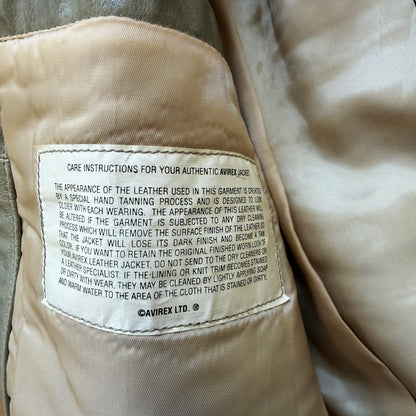 CARE INSTRUCTIONS FOR YOUR AUTHENTIC AVIREX JACKET.
THE APPEARANCE OF THE LEATHER USED IN THIS GARMENT IS CREATED
BY A SPECIAL HAND TANNING PROCESS AND IS DESIGNED TO LOOK
OLDER WITH EACH WEARING. THE APPEARANCE OF THIS LEATHER WILL
BE ALTERED IF THE GARMENT IS SUBJECTED TO ANY DRY CLEANING
PROCESS WHICH WILL REMOVE THE SURFACE FINISH OF THE LEATHER SO
THAT THE JACKET WILL LOSE ITS DARK FINISH AND BECOME A TAN
COLOR. IF YOU WANT TO RETAIN THE ORIGINAL FINISHED WORN LOOK OF
YOUR AVIREX LEATHER JACKET, DO NOT SEND TO THE DRY CLEANERS OR
A LEATHER SPECIALIST. IF THE LINING OR KNIT TRIM BECOMES STAINED
OR DIRTY WITH WEAR, THEY MAY BE CLEANED BY LIGHTLY APPLYING SOAP
AND WARM WATER TO THE AREA OF THE CLOTH THAT IS STAINED OR DIRTY.
©AVIREX LTD. ®